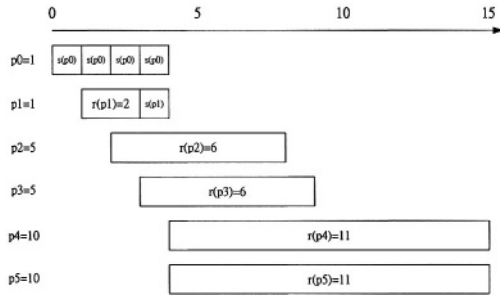 0 5 10 15
p0=1 s(p0) s(p0) s(p0) s(p0)
p1=1 r(p1)=2 s(p1)
p2=5 r(p2)=6
p3=5 r(p3)=6
p4=10 r(p4)=11
p5=10 r(p5)=11